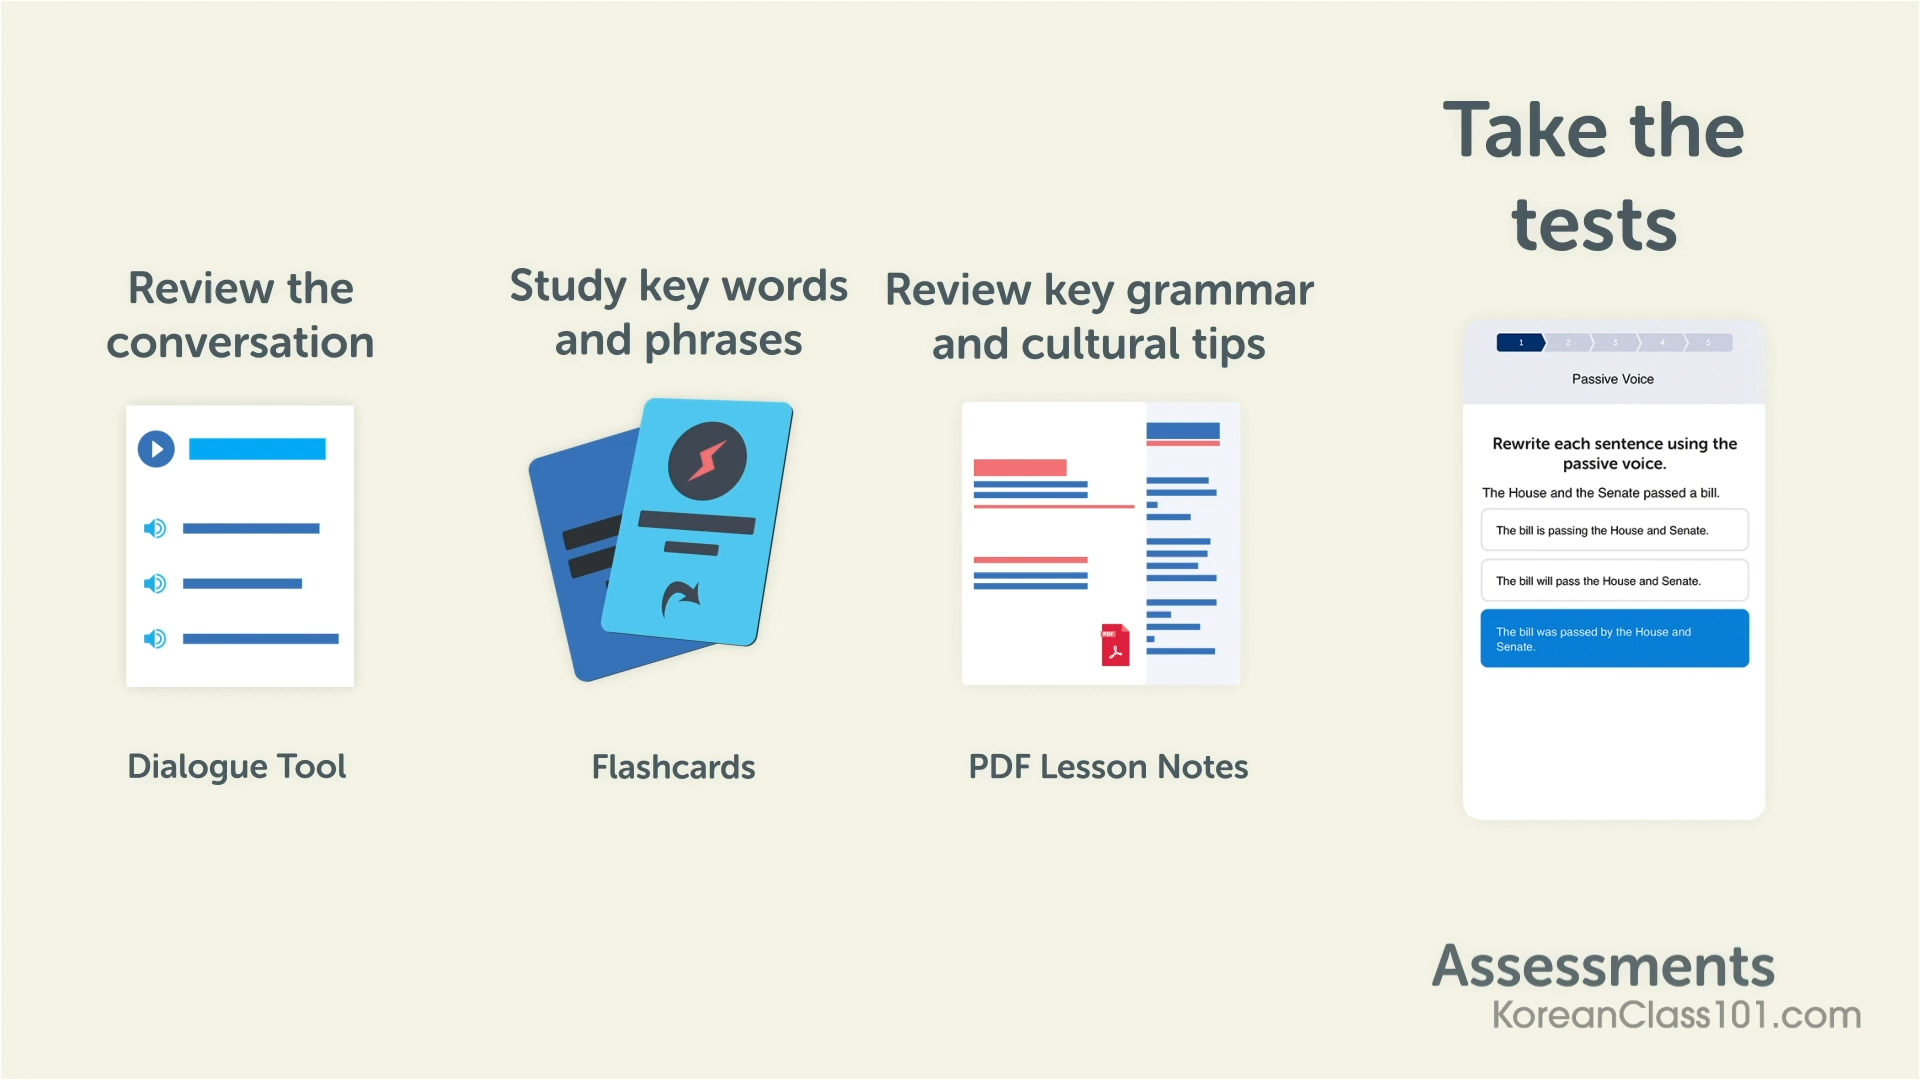 Review the
conversation
Dialogue Tool
Study key words
and phrases
Flashcards
Review key grammar
and cultural tips
PDF
PDF Lesson Notes
Take the
tests
1 2 3 4 5
Passive Voice
Rewrite each sentence using the
passive voice.
The House and the Senate passed a bill.
The bill is passing the House and Senate.
The bill will pass the House and Senate.
The bill was passed by the House and
Senate.
Assessments
KoreanClass101.com